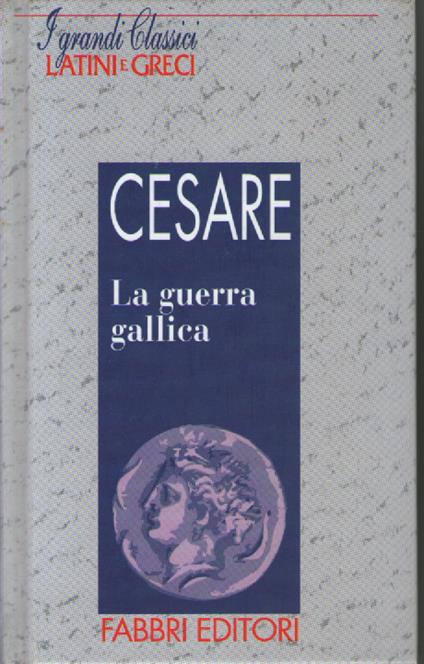 I grandi Classici
LATINI E GRECI
CESARE
La guerra
gallica
FABBRI EDITORI